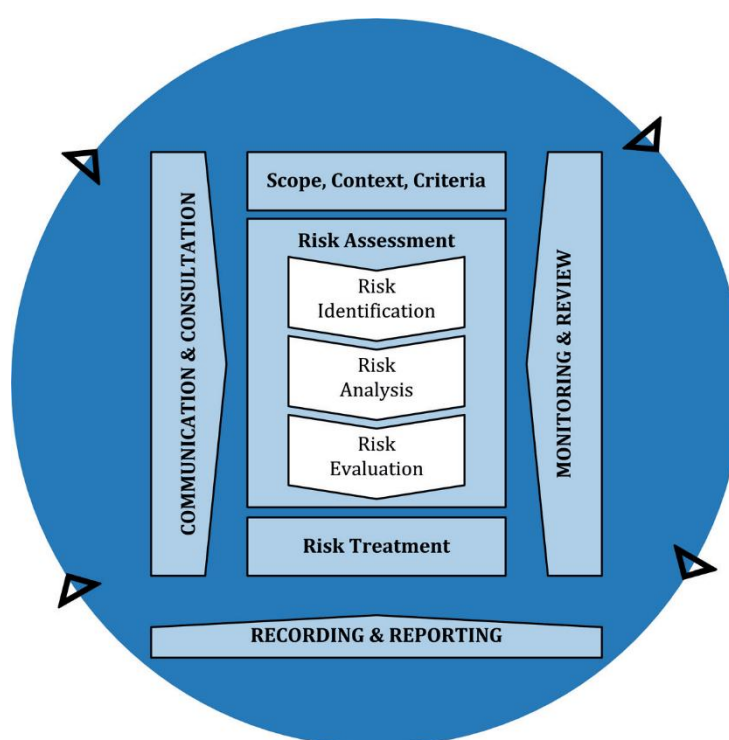 Scope, Context, Criteria
Risk Assessment
Risk
Identification
Risk
Analysis
Risk
Evaluation
Risk Treatment
COMMUNICATION & CONSULTATION
MONITORING & REVIEW
RECORDING & REPORTING